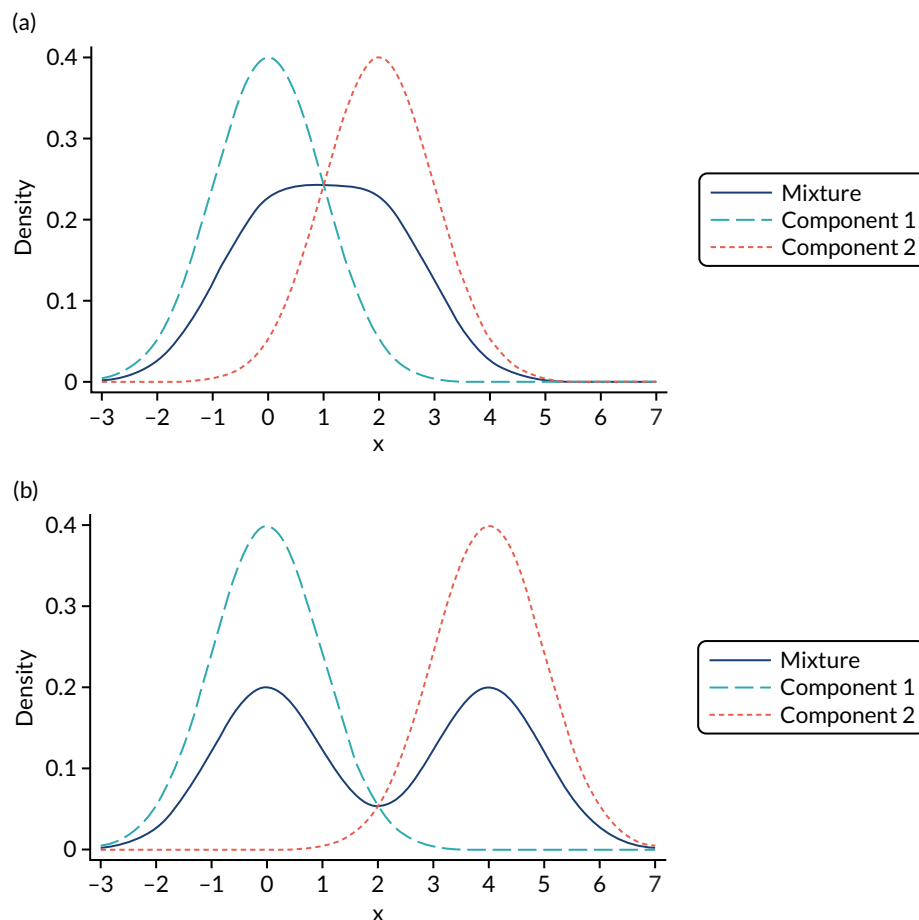 (a)
0.4
0.3
0.2
0.1
0
Density
–3 –2 –1 0 1 2 3 4 5 6 7
x
Mixture
Component 1
Component 2
(b)
0.4
0.3
0.2
0.1
0
Density
–3 –2 –1 0 1 2 3 4 5 6 7
x
Mixture
Component 1
Component 2